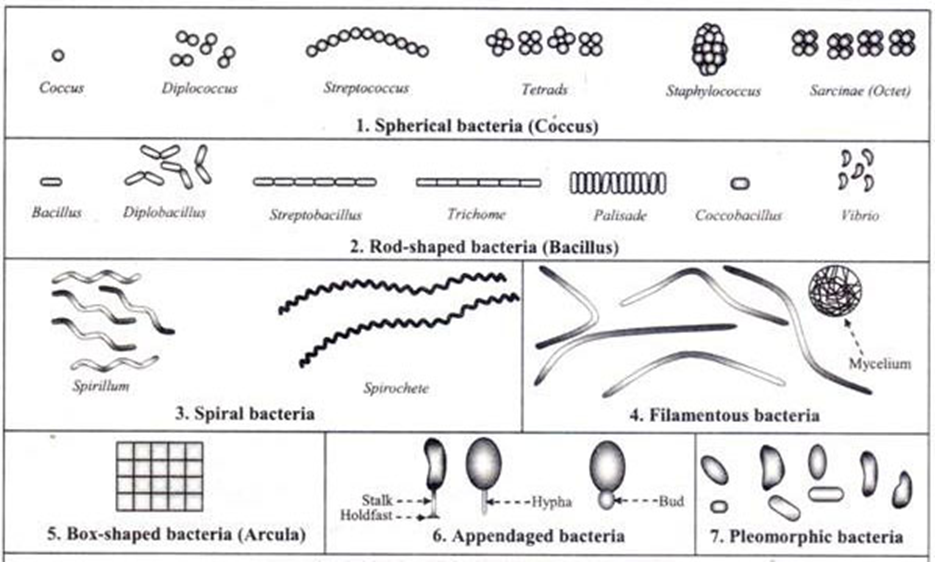 Coccus
Diplococcus
Streptococcus
Tetrads
Staphylococcus
Sarcinae (Octet)
1. Spherical bacteria (Coccus)
Bacillus
Diplobacillus
Streptobacillus
Trichome
Palisade
Coccobacillus
Vibrio
2. Rod-shaped bacteria (Bacillus)
Spirillum
Spirochete
3. Spiral bacteria
Mycelium
4. Filamentous bacteria
5. Box-shaped bacteria (Arcula)
Stalk
Holdfast
Hypha
Bud
6. Appendaged bacteria
7. Pleomorphic bacteria